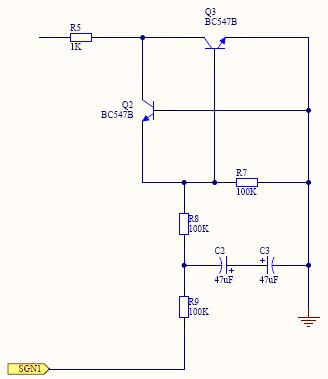 Q3
BC547B
R5
1K
Q2
BC547B
R7
100K
R8
100K
C2
C3
+
+
47uF
47uF
R9
100K
SGN1